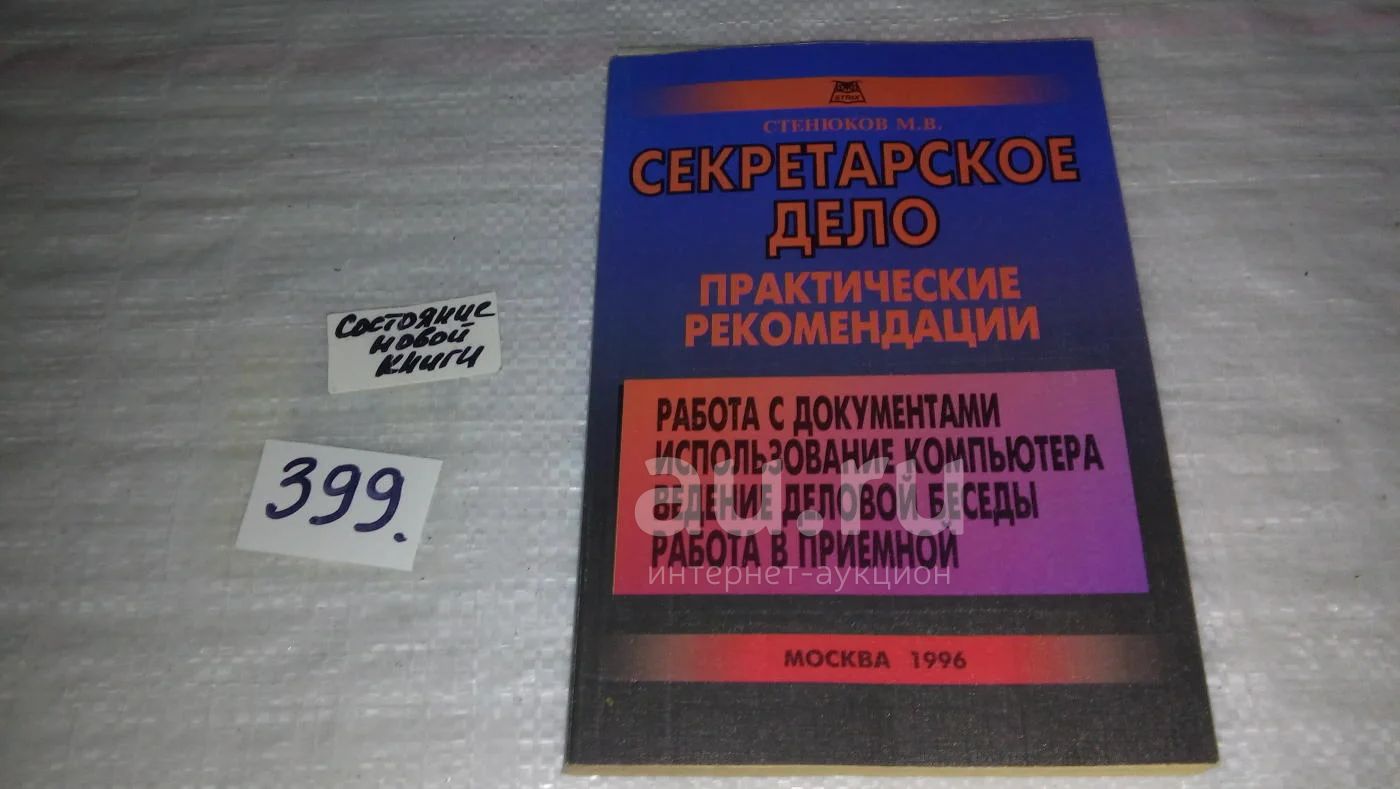 STRIX
СТЕНЮКОВ М.В.
СЕКРЕТАРСКОЕ
ДЕЛО
ПРАКТИЧЕСКИЕ
РЕКОМЕНДАЦИИ
РАБОТА С ДОКУМЕНТАМИ
ИСПОЛЬЗОВАНИЕ КОМПЬЮТЕРА
ВЕДЕНИЕ ДЕЛОВОЙ БЕСЕДЫ
РАБОТА В ПРИЕМНОЙ
МОСКВА 1996
Состояние
новой
книги
399.
au.ru
интернет-аукцион